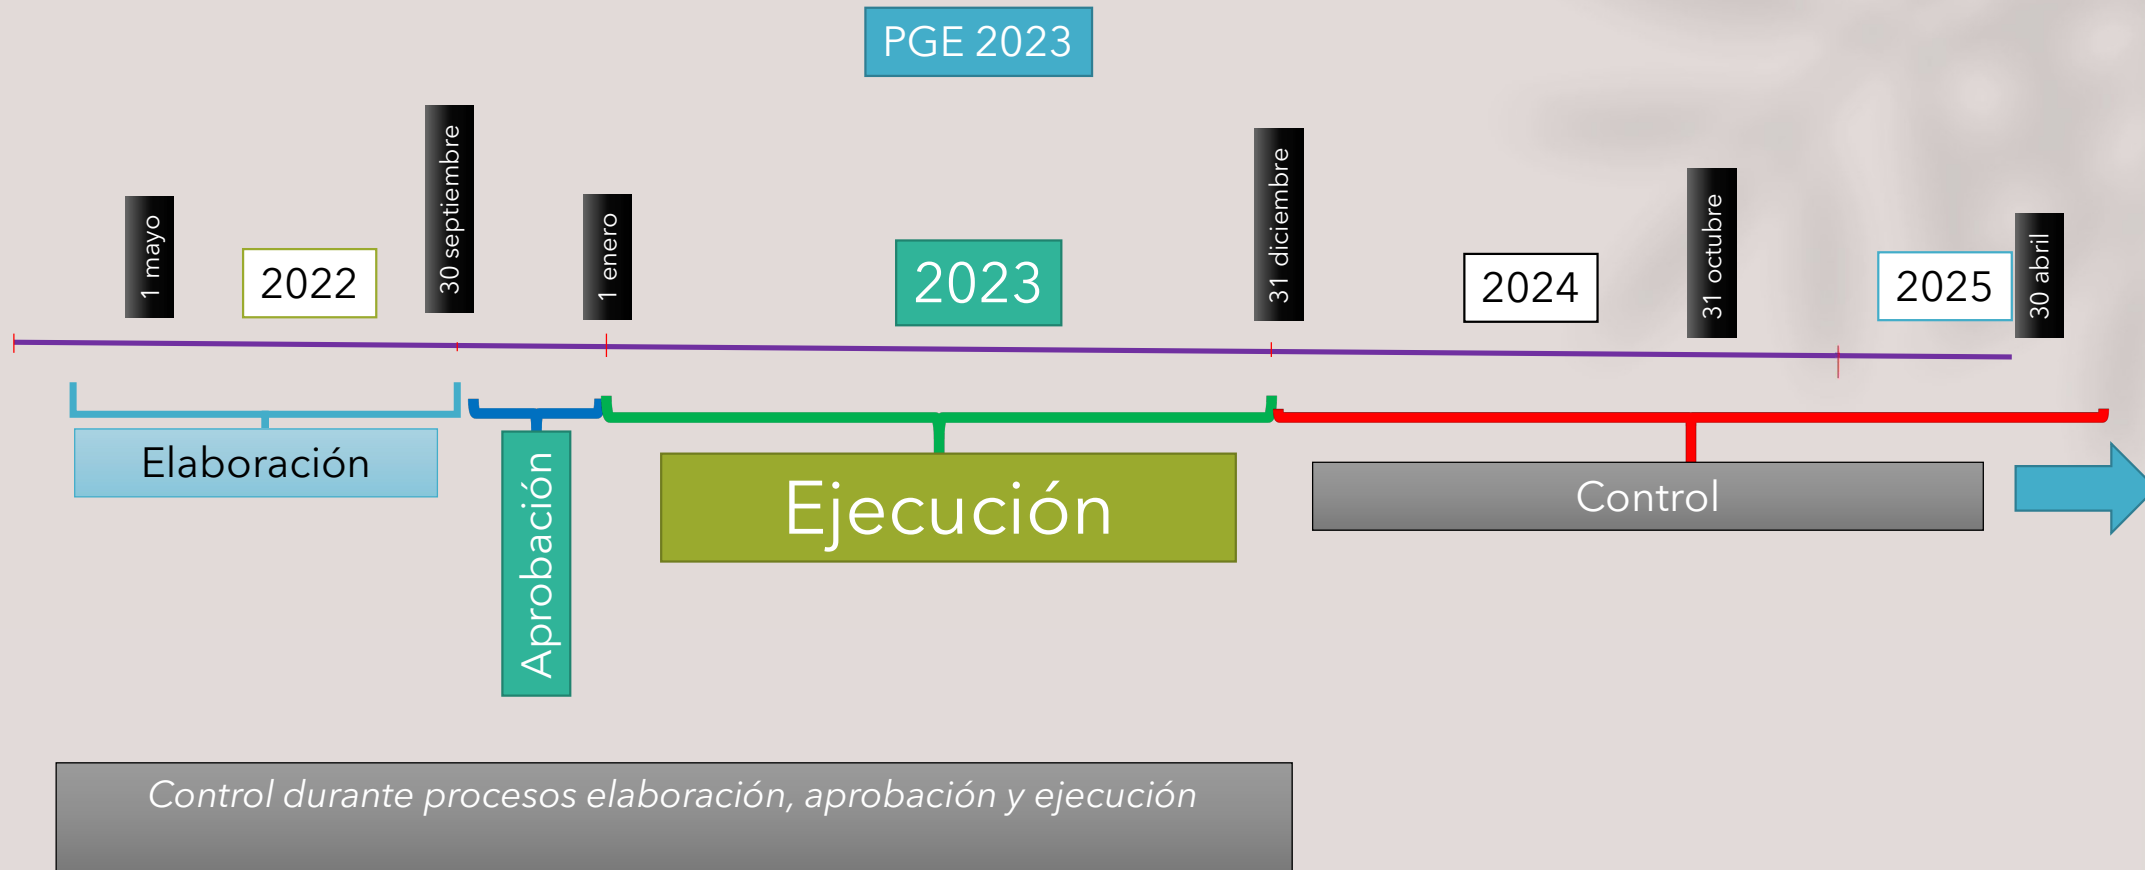 PGE 2023
1 mayo
2022
30 septiembre
1 enero
2023
31 diciembre
2024
31 octubre
2025
30 abril
Elaboración
Aprobación
Ejecución
Control
Control durante procesos elaboración, aprobación y ejecución